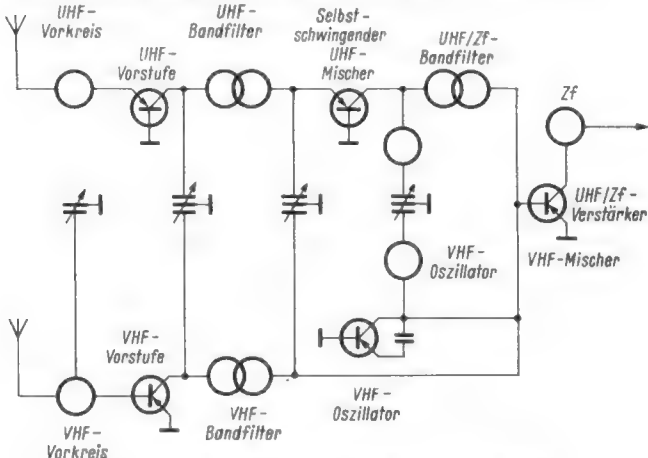 UHF-
Vorkreis
UHF-
Vorstufe
UHF-
Bandfilter
Selbst-
schwingender
UHF-
Mischer
UHF/Zf-
Bandfilter
Zf
UHF/Zf-
Verstärker
VHF-Mischer
VHF-
Oszillator
VHF-
Vorstufe
VHF-
Vorkreis
VHF-
Bandfilter
VHF-
Oszillator